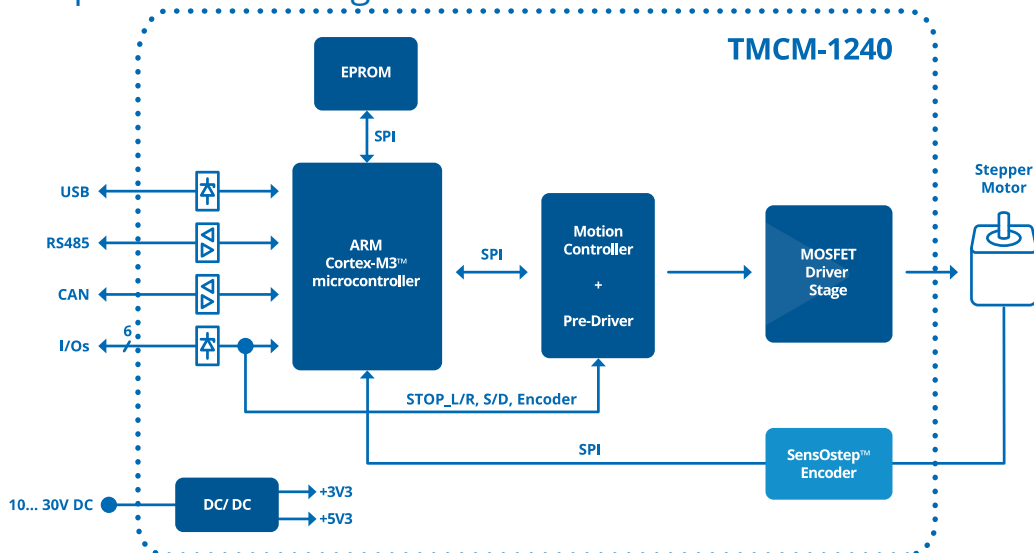 TMCM-1240
EPROM
SPI
USB
RS485
CAN
6
I/Os
ARM
Cortex-M3™
microcontroller
SPI
Motion
Controller
+
Pre-Driver
MOSFET
Driver
Stage
Stepper
Motor
STOP_L/R, S/D, Encoder
SPI
SensOstep™
Encoder
10... 30V DC
DC/ DC
+3V3
+5V3